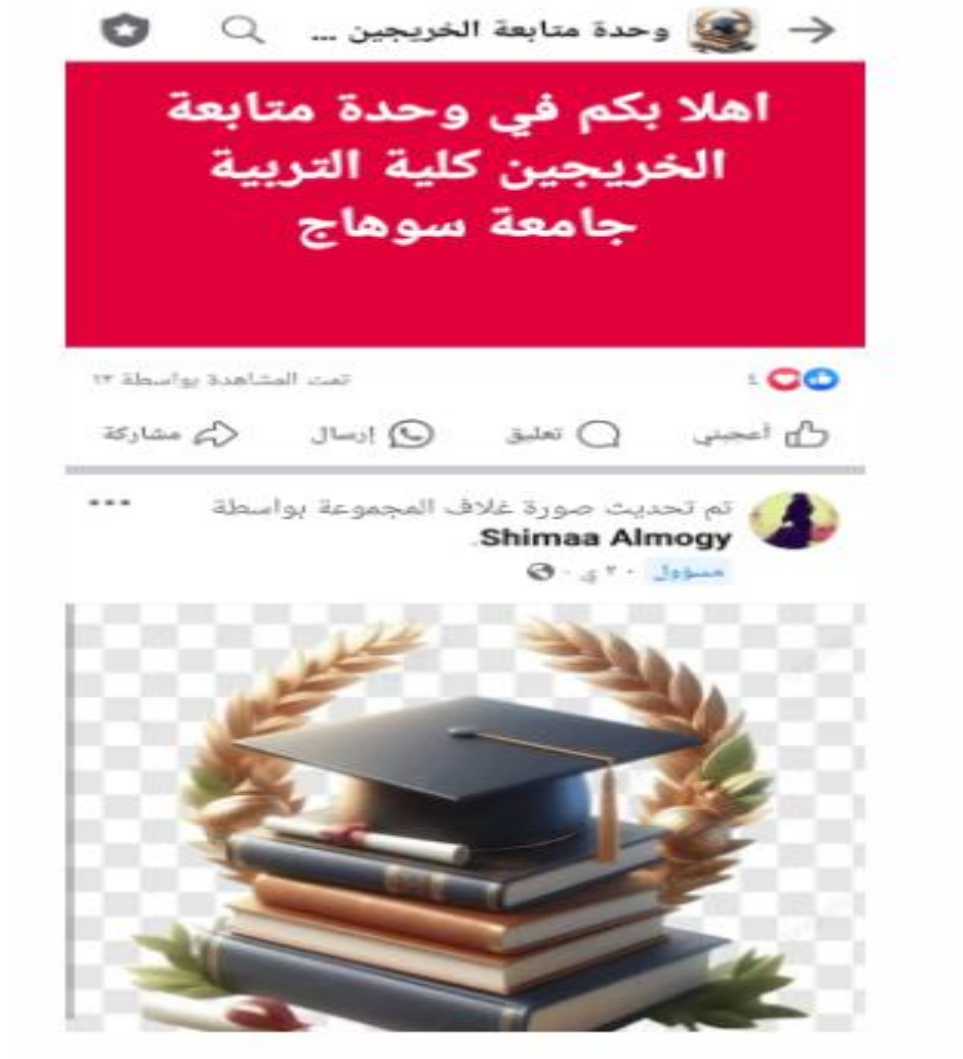 وحدة متابعة الخريجين ...
اهلا بكم في وحدة متابعة
الخريجين كلية التربية
جامعة سوهاج
٤ تمت المشاهدة بواسطة ١٣
أعجبني تعليق إرسال مشاركة
تم تحديث صورة غلاف المجموعة بواسطة
Shimaa Almogy.
مسؤول · ٢٠ ي ·